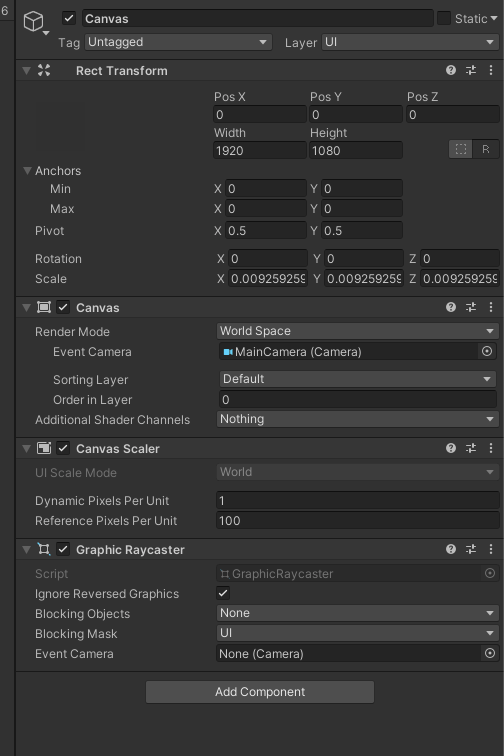 6
Canvas
Static
Tag Untagged Layer UI
Rect Transform
Pos X Pos Y Pos Z
0 0 0
Width Height
1920 1080
R
Anchors
Min X 0 Y 0
Max X 0 Y 0
Pivot X 0.5 Y 0.5
Rotation X 0 Y 0 Z 0
Scale X 0.009259259 Y 0.009259259 Z 0.009259259
Canvas
Render Mode World Space
Event Camera MainCamera (Camera)
Sorting Layer Default
Order in Layer 0
Additional Shader Channels Nothing
Canvas Scaler
UI Scale Mode World
Dynamic Pixels Per Unit 1
Reference Pixels Per Unit 100
Graphic Raycaster
Script GraphicRaycaster
Ignore Reversed Graphics
Blocking Objects None
Blocking Mask UI
Event Camera None (Camera)
Add Component